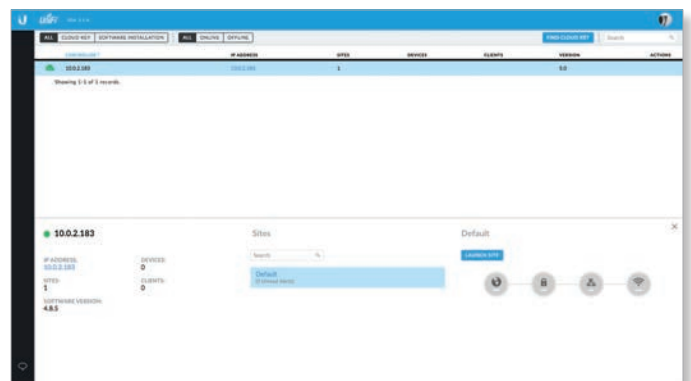 U UniFi
ALL CLOUD KEY SOFTWARE INSTALLATION ALL ONLINE OFFLINE FIND CLOUD KEY Search
CONTROLLER IP ADDRESS SITES DEVICES CLIENTS VERSION ACTIONS
10.0.2.183 10.0.2.183 1 0.0
Showing 1-1 of 1 records.
10.0.2.183 Sites Default
Search LAUNCH SITE
IP ADDRESS: DEVICES:
10.0.2.183 0
Default
SITES: CLIENTS:
1 0
SOFTWARE VERSION:
4.8.5